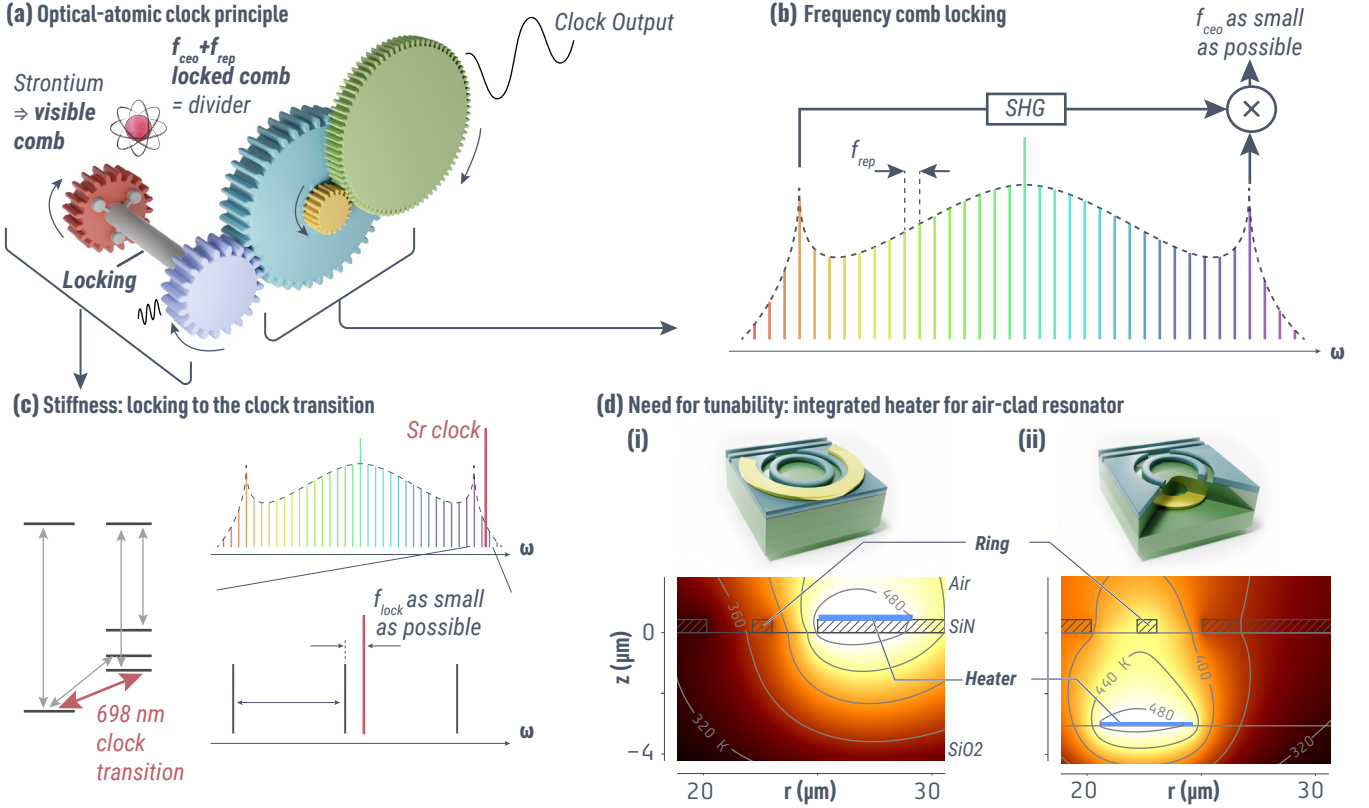 (a) Optical-atomic clock principle
Clock Output
f_ceo+f_rep
locked comb
= divider
Strontium
⇒ visible
comb
Locking
(b) Frequency comb locking
f_ceo as small
as possible
SHG
×
f_rep
ω
(c) Stiffness: locking to the clock transition
Sr clock
ω
f_lock as small
as possible
ω
698 nm
clock
transition
(d) Need for tunability: integrated heater for air-clad resonator
(i)
(ii)
Ring
Air
SiN
Heater
SiO2
480
360
320 K
z (µm)
0
−4
20
r (µm)
30
400
440 K
480
320
20
r (µm)
30